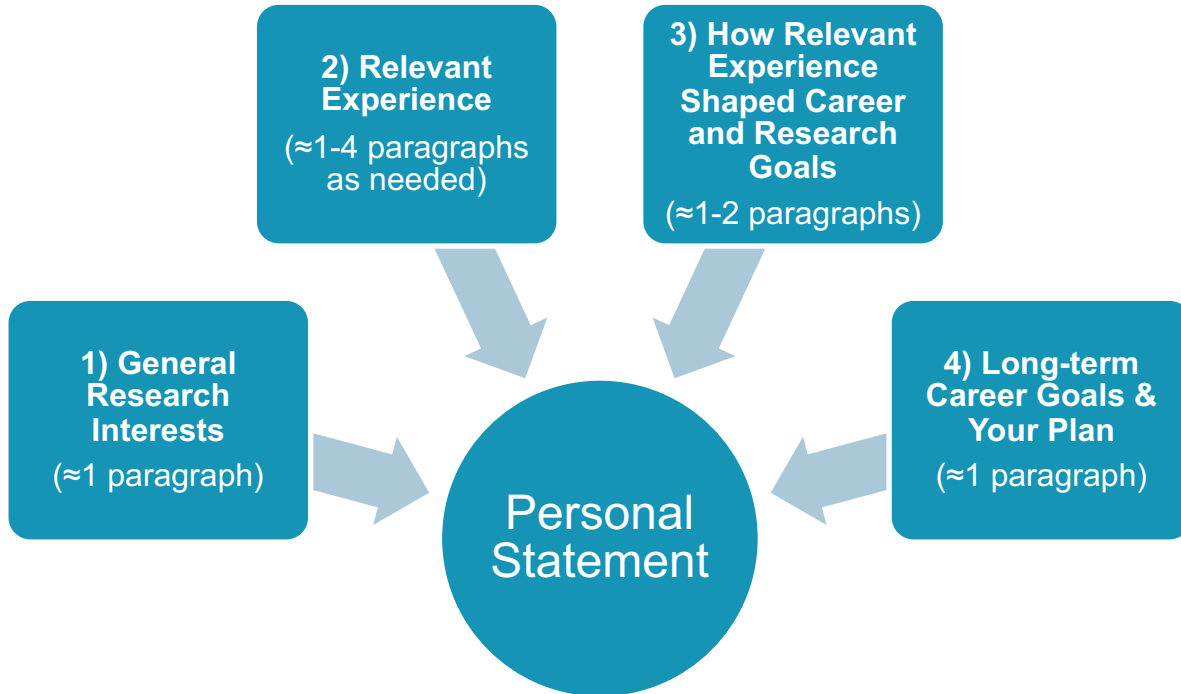 1) General
Research
Interests
(≈1 paragraph)
2) Relevant
Experience
(≈1-4 paragraphs
as needed)
3) How Relevant
Experience
Shaped Career
and Research
Goals
(≈1-2 paragraphs)
4) Long-term
Career Goals &
Your Plan
(≈1 paragraph)
Personal
Statement